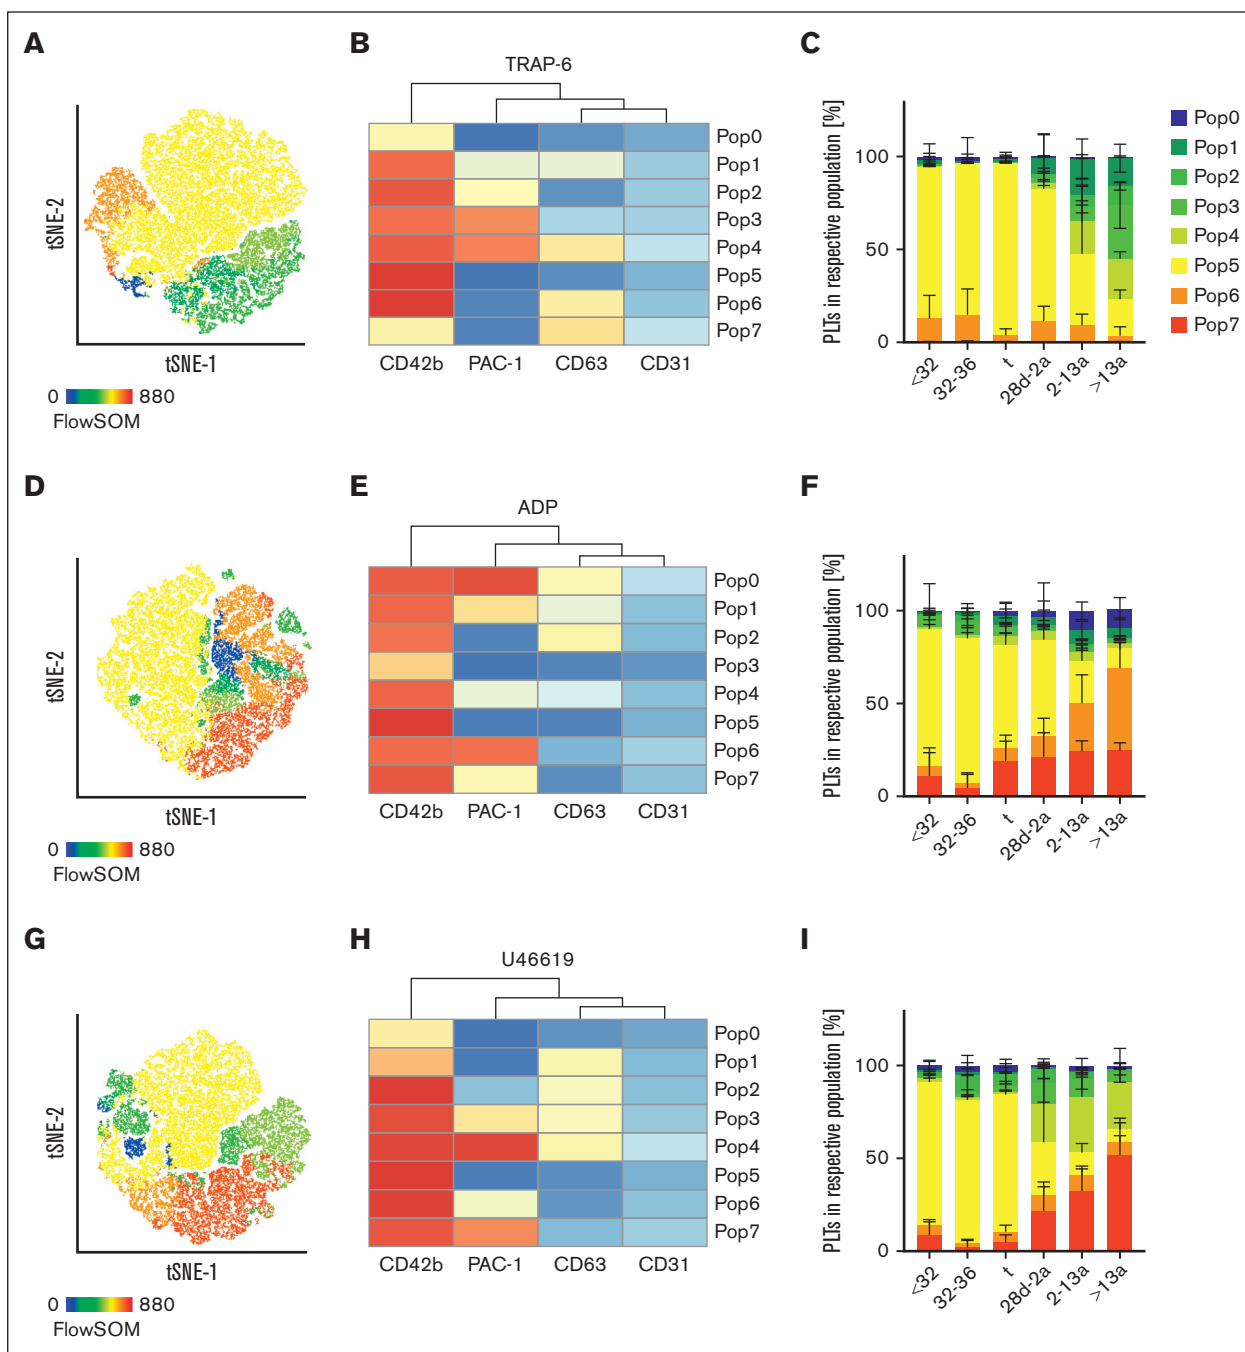 A
tSNE-2
tSNE-1
0 880
FlowSOM
B
TRAP-6
Pop0
Pop1
Pop2
Pop3
Pop4
Pop5
Pop6
Pop7
CD42b PAC-1 CD63 CD31
C
PLTs in respective population [%]
100
50
0
<32 32-36 t 28d-2a 2-13a >13a
Pop0
Pop1
Pop2
Pop3
Pop4
Pop5
Pop6
Pop7
D
tSNE-2
tSNE-1
0 880
FlowSOM
E
ADP
Pop0
Pop1
Pop2
Pop3
Pop4
Pop5
Pop6
Pop7
CD42b PAC-1 CD63 CD31
F
PLTs in respective population [%]
100
50
0
<32 32-36 t 28d-2a 2-13a >13a
G
tSNE-2
tSNE-1
0 880
FlowSOM
H
U46619
Pop0
Pop1
Pop2
Pop3
Pop4
Pop5
Pop6
Pop7
CD42b PAC-1 CD63 CD31
I
PLTs in respective population [%]
100
50
0
<32 32-36 t 28d-2a 2-13a >13a